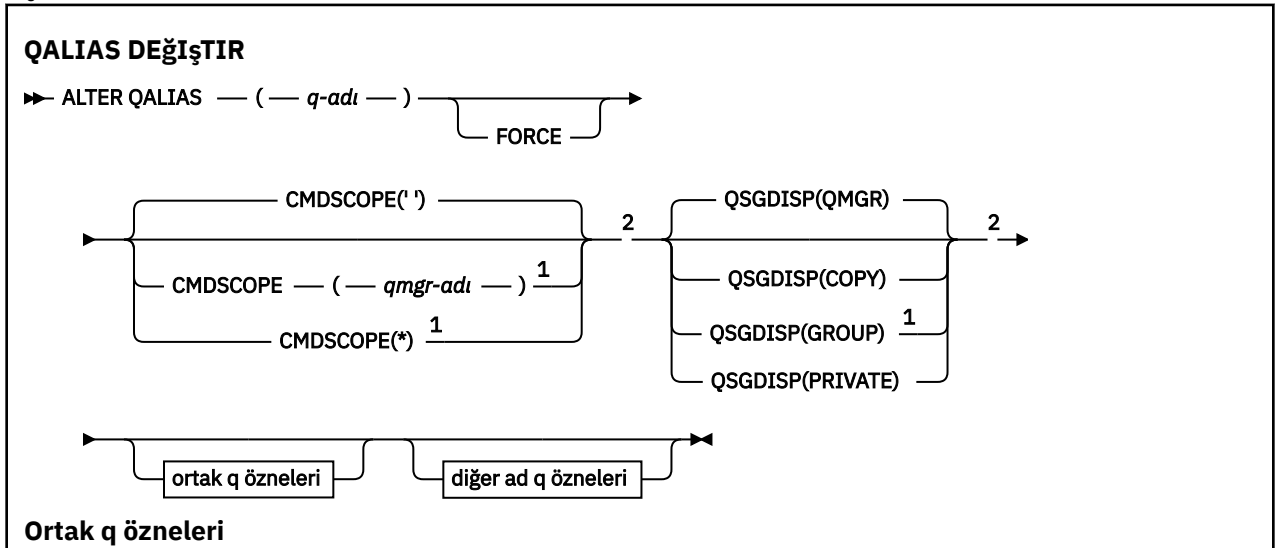 QALIAS DEğIşTIR
ALTER QALIAS ( q-adı )
FORCE
CMDSCOPE(' ')
2
CMDSCOPE ( qmgr-adı ) 1
CMDSCOPE(*) 1
QSGDISP(QMGR)
2
QSGDISP(COPY)
QSGDISP(GROUP) 1
QSGDISP(PRIVATE)
ortak q özneleri
diğer ad q özneleri
Ortak q özneleri